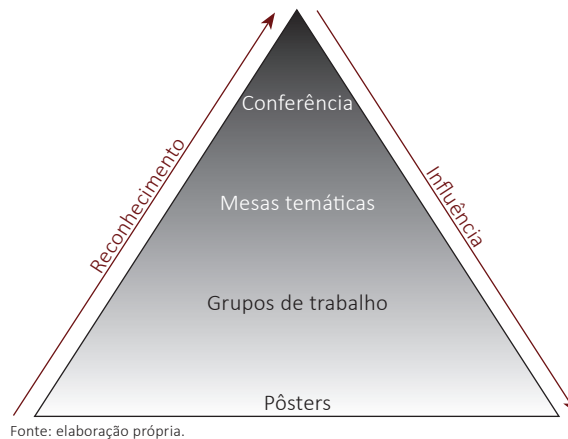 Conferência
Reconhecimento
Influência
Mesas temáticas
Grupos de trabalho
Pôsters
Fonte: elaboração própria.